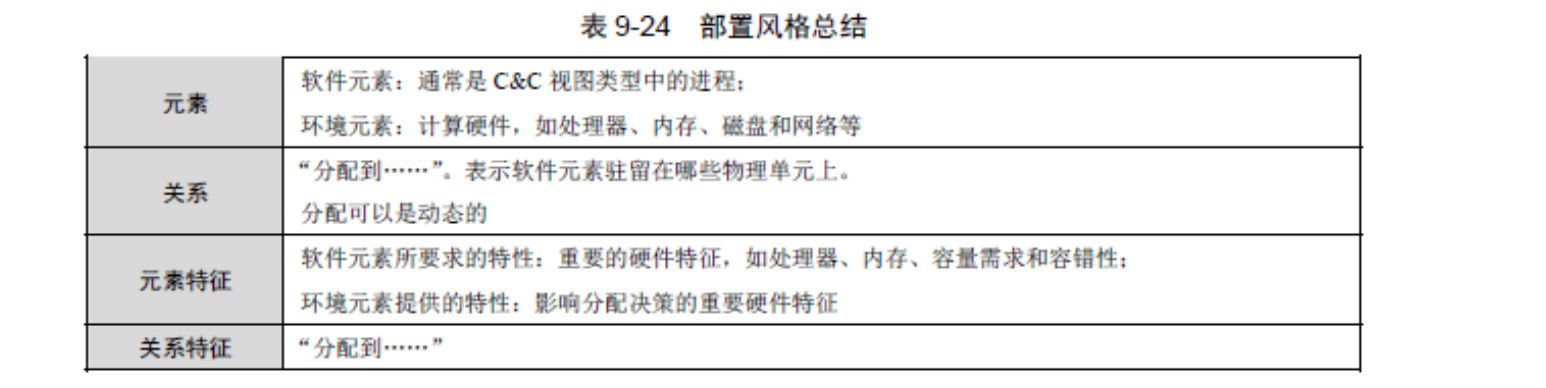 表 9-24 部置风格总结
元素
软件元素：通常是 C&C 视图类型中的进程；
环境元素：计算硬件，如处理器、内存、磁盘和网络等
关系
“分配到……”。表示软件元素驻留在哪些物理单元上。
分配可以是动态的
元素特征
软件元素所要求的特性：重要的硬件特征，如处理器、内存、容量需求和容错性；
环境元素提供的特性：影响分配决策的重要硬件特征
关系特征
“分配到……”